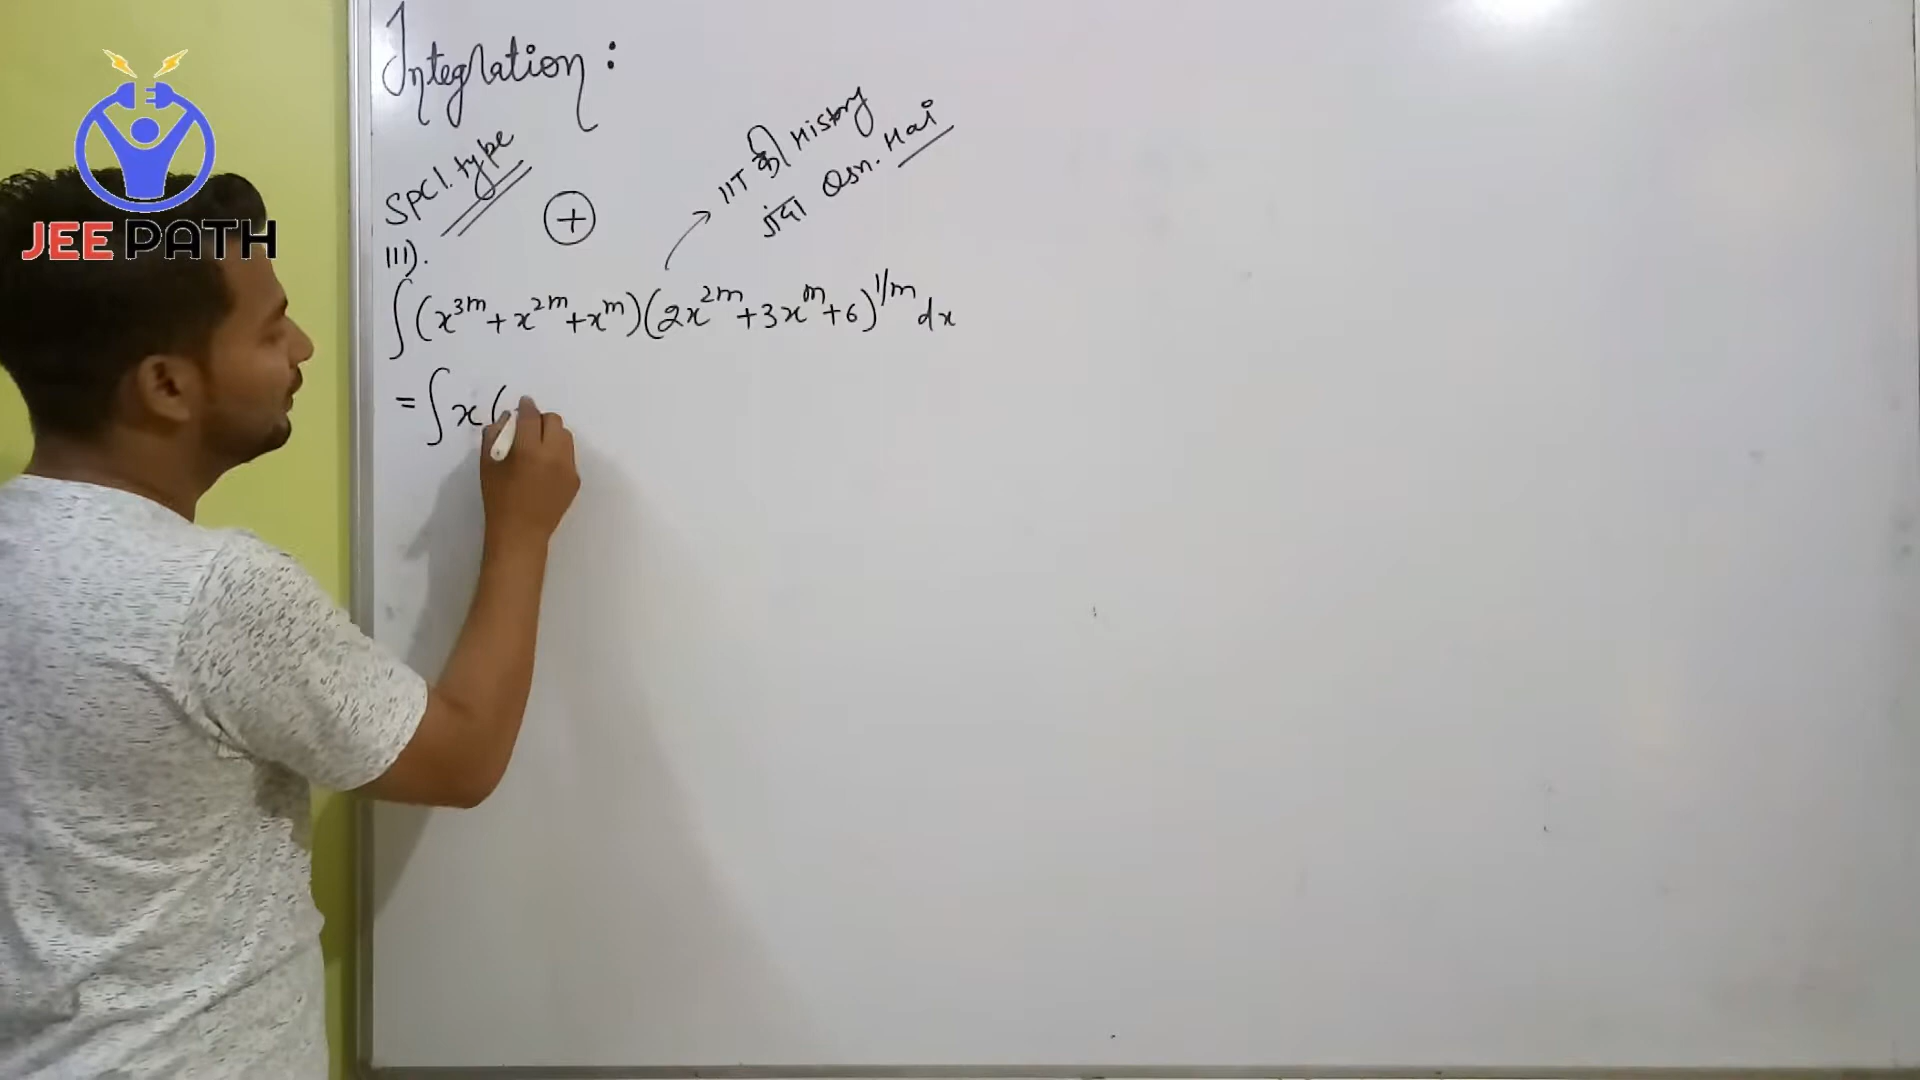 JEE PATH
Integration :
Spcl. type
+
IIT की History
गंदा Qsn. Hai
III).
∫(x^{3m}+x^{2m}+x^m)(2x^{2m}+3x^m+6)^{1/m} dx
= ∫x (